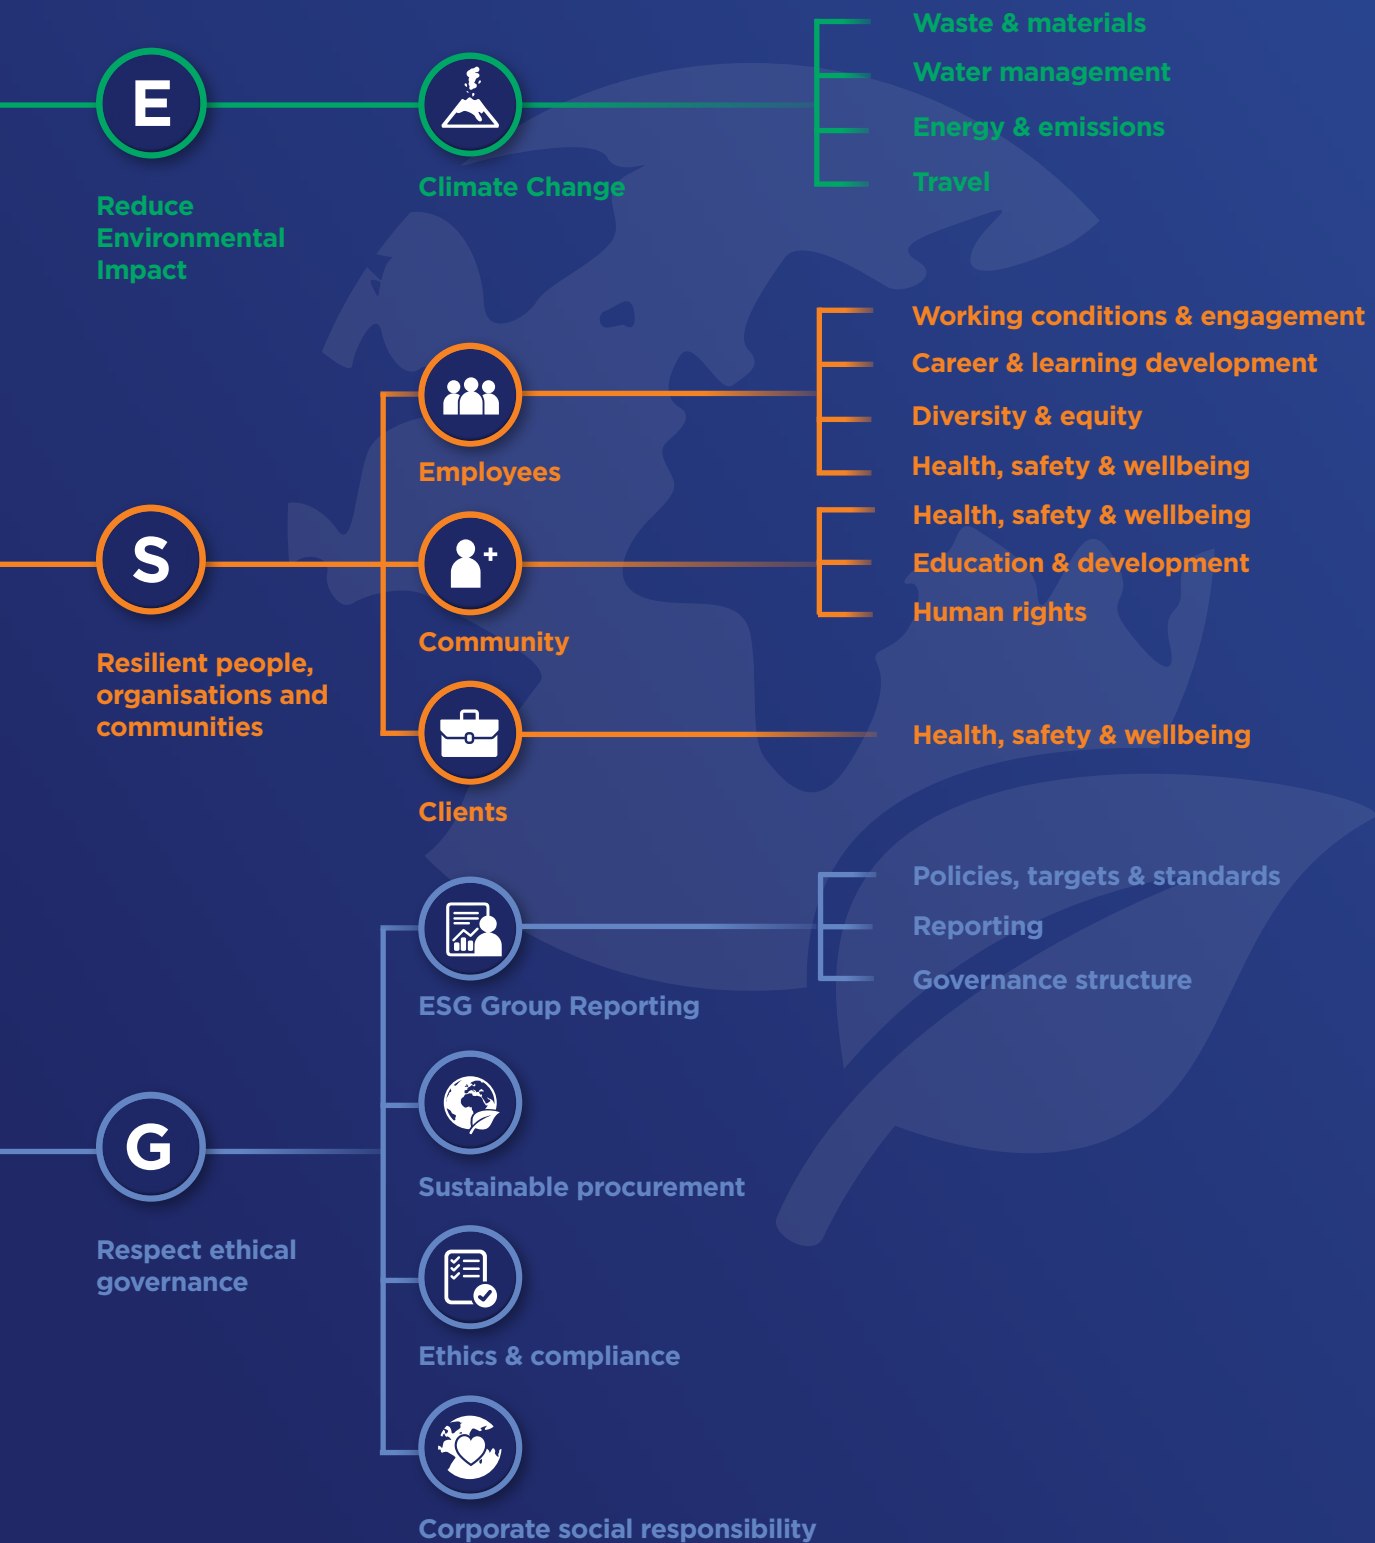 E
Reduce
Environmental
Impact
Climate Change
Waste & materials
Water management
Energy & emissions
Travel
S
Resilient people,
organisations and
communities
Employees
Working conditions & engagement
Career & learning development
Diversity & equity
Health, safety & wellbeing
Community
Health, safety & wellbeing
Education & development
Human rights
Clients
Health, safety & wellbeing
G
Respect ethical
governance
ESG Group Reporting
Policies, targets & standards
Reporting
Governance structure
Sustainable procurement
Ethics & compliance
Corporate social responsibility